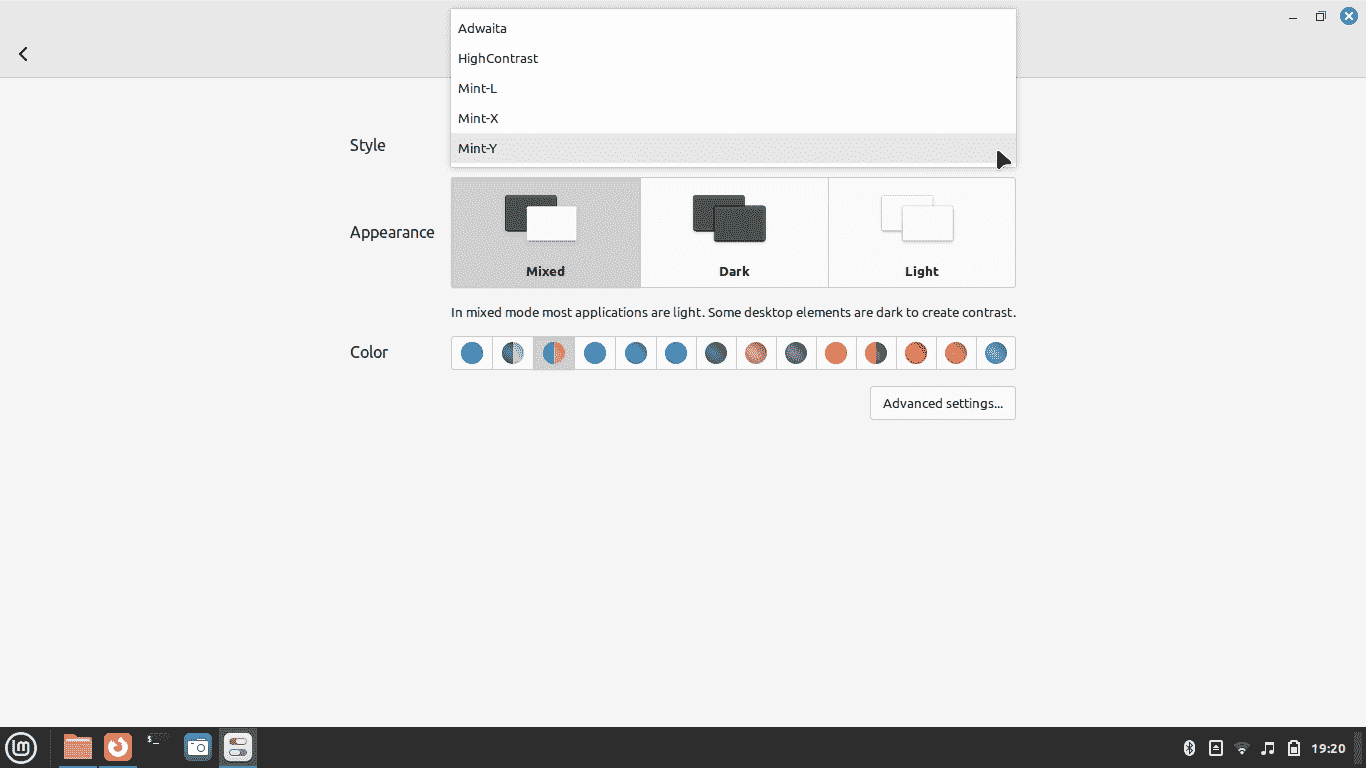 Adwaita
HighContrast
Mint-L
Mint-X
Style
Mint-Y
Appearance
Mixed
Dark
Light
In mixed mode most applications are light. Some desktop elements are dark to create contrast.
Color
Advanced settings...
lm
$_
19:20